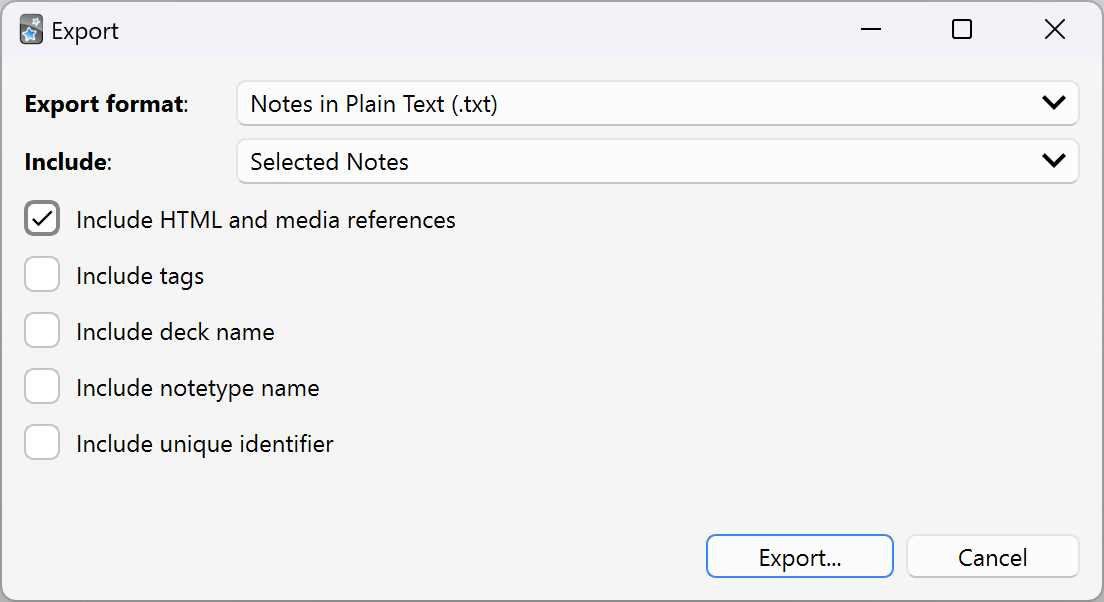 Export
Export format: Notes in Plain Text (.txt)
Include: Selected Notes
Include HTML and media references
Include tags
Include deck name
Include notetype name
Include unique identifier
Export... Cancel